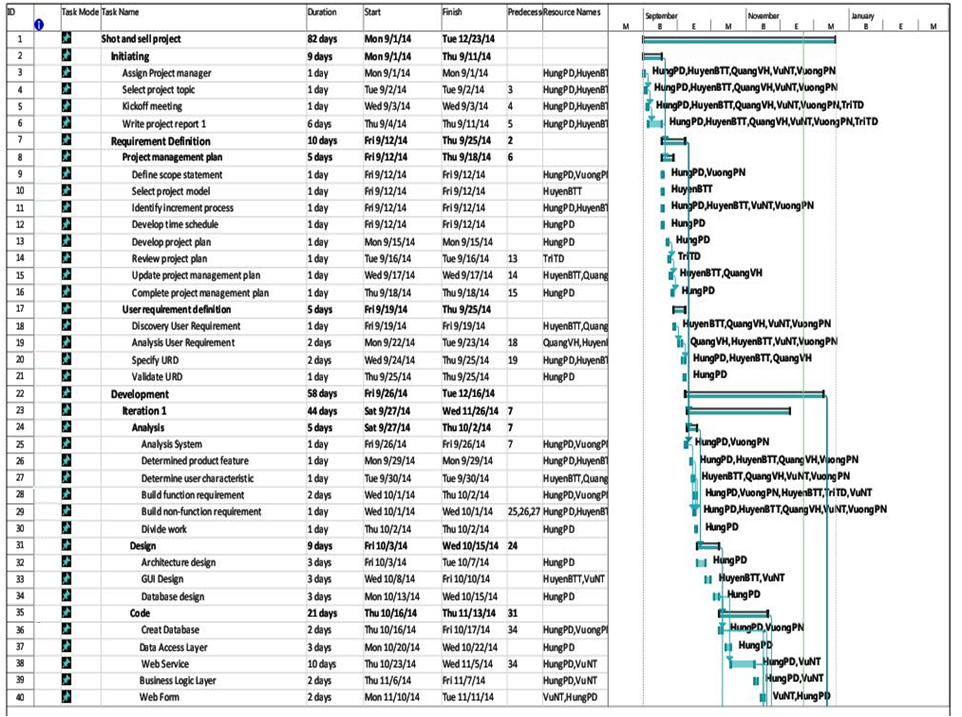 ID Task Mode Task Name Duration Start Finish Predecess Resource Names
September November January
M B E M B E M B E M
1 Shot and sell project 82 days Mon 9/1/14 Tue 12/23/14
2 Initiating 9 days Mon 9/1/14 Thu 9/11/14
3 Assign Project manager 1 day Mon 9/1/14 Mon 9/1/14 HungPD,HuyenBT HungPD,HuyenBTT,QuangVH,VuNT,VuongPN
4 Select project topic 1 day Tue 9/2/14 Tue 9/2/14 3 HungPD,HuyenBT HungPD,HuyenBTT,QuangVH,VuNT,VuongPN
5 Kickoff meeting 1 day Wed 9/3/14 Wed 9/3/14 4 HungPD,HuyenBT HungPD,HuyenBTT,QuangVH,VuNT,VuongPN,TriTD
6 Write project report 1 6 days Thu 9/4/14 Thu 9/11/14 5 HungPD,HuyenBT HungPD,HuyenBTT,QuangVH,VuNT,VuongPN,TriTD
7 Requirement Definition 10 days Fri 9/12/14 Thu 9/25/14 2
8 Project management plan 5 days Fri 9/12/14 Thu 9/18/14 6
9 Define scope statement 1 day Fri 9/12/14 Fri 9/12/14 HungPD,VuongPI HungPD,VuongPN
10 Select project model 1 day Fri 9/12/14 Fri 9/12/14 HuyenBTT HuyenBTT
11 Identify increment process 1 day Fri 9/12/14 Fri 9/12/14 HungPD,HuyenBT HungPD,HuyenBTT,VuNT,VuongPN
12 Develop time schedule 1 day Fri 9/12/14 Fri 9/12/14 HungPD HungPD
13 Develop project plan 1 day Mon 9/15/14 Mon 9/15/14 HungPD HungPD
14 Review project plan 1 day Tue 9/16/14 Tue 9/16/14 13 TriTD TriTD
15 Update project management plan 1 day Wed 9/17/14 Wed 9/17/14 14 HuyenBTT,Quang HuyenBTT,QuangVH
16 Complete project management plan 1 day Thu 9/18/14 Thu 9/18/14 15 HungPD HungPD
17 User requirement definition 5 days Fri 9/19/14 Thu 9/25/14
18 Discovery User Requirement 1 day Fri 9/19/14 Fri 9/19/14 HuyenBTT,Quang HuyenBTT,QuangVH,VuNT,VuongPN
19 Analysis User Requirement 2 days Mon 9/22/14 Tue 9/23/14 18 QuangVH,HuyenI QuangVH,HuyenBTT,VuNT,VuongPN
20 Specify URD 2 days Wed 9/24/14 Thu 9/25/14 19 HungPD,HuyenBT HungPD,HuyenBTT,QuangVH
21 Validate URD 1 day Thu 9/25/14 Thu 9/25/14 HungPD HungPD
22 Development 58 days Fri 9/26/14 Tue 12/16/14
23 Iteration 1 44 days Sat 9/27/14 Wed 11/26/14 7
24 Analysis 5 days Sat 9/27/14 Thu 10/2/14 7
25 Analysis System 1 day Fri 9/26/14 Fri 9/26/14 7 HungPD,VuongPI HungPD,VuongPN
26 Determined product feature 1 day Mon 9/29/14 Mon 9/29/14 HungPD,HuyenBT HungPD,HuyenBTT,QuangVH,VuNT,VuongPN
27 Determine user characteristic 1 day Tue 9/30/14 Tue 9/30/14 HuyenBTT,Quang HuyenBTT,QuangVH,VuNT,VuongPN
28 Build function requirement 2 days Wed 10/1/14 Thu 10/2/14 HungPD,VuongPI HungPD,VuongPN,HuyenBTT,TriTD,VuNT
29 Build non-function requirement 1 day Wed 10/1/14 Wed 10/1/14 25,26,27 HungPD,HuyenBT HungPD,HuyenBTT,QuangVH,VuNT,VuongPN
30 Divide work 1 day Thu 10/2/14 Thu 10/2/14 HungPD HungPD
31 Design 9 days Fri 10/3/14 Wed 10/15/14 24
32 Architecture design 3 days Fri 10/3/14 Tue 10/7/14 HungPD HungPD
33 GUI Design 3 days Wed 10/8/14 Fri 10/10/14 HuyenBTT,VuNT HuyenBTT,VuNT
34 Database design 3 days Mon 10/13/14 Wed 10/15/14 HungPD HungPD
35 Code 21 days Thu 10/16/14 Thu 11/13/14 31
36 Creat Database 2 days Thu 10/16/14 Fri 10/17/14 34 HungPD,VuongPI HungPD,VuongPN
37 Data Access Layer 3 days Mon 10/20/14 Wed 10/22/14 HungPD HungPD
38 Web Service 10 days Thu 10/23/14 Wed 11/5/14 34 HungPD,VuNT HungPD,VuNT
39 Business Logic Layer 2 days Thu 11/6/14 Fri 11/7/14 HungPD,VuNT HungPD,VuNT
40 Web Form 2 days Mon 11/10/14 Tue 11/11/14 VuNT,HungPD VuNT,HungPD